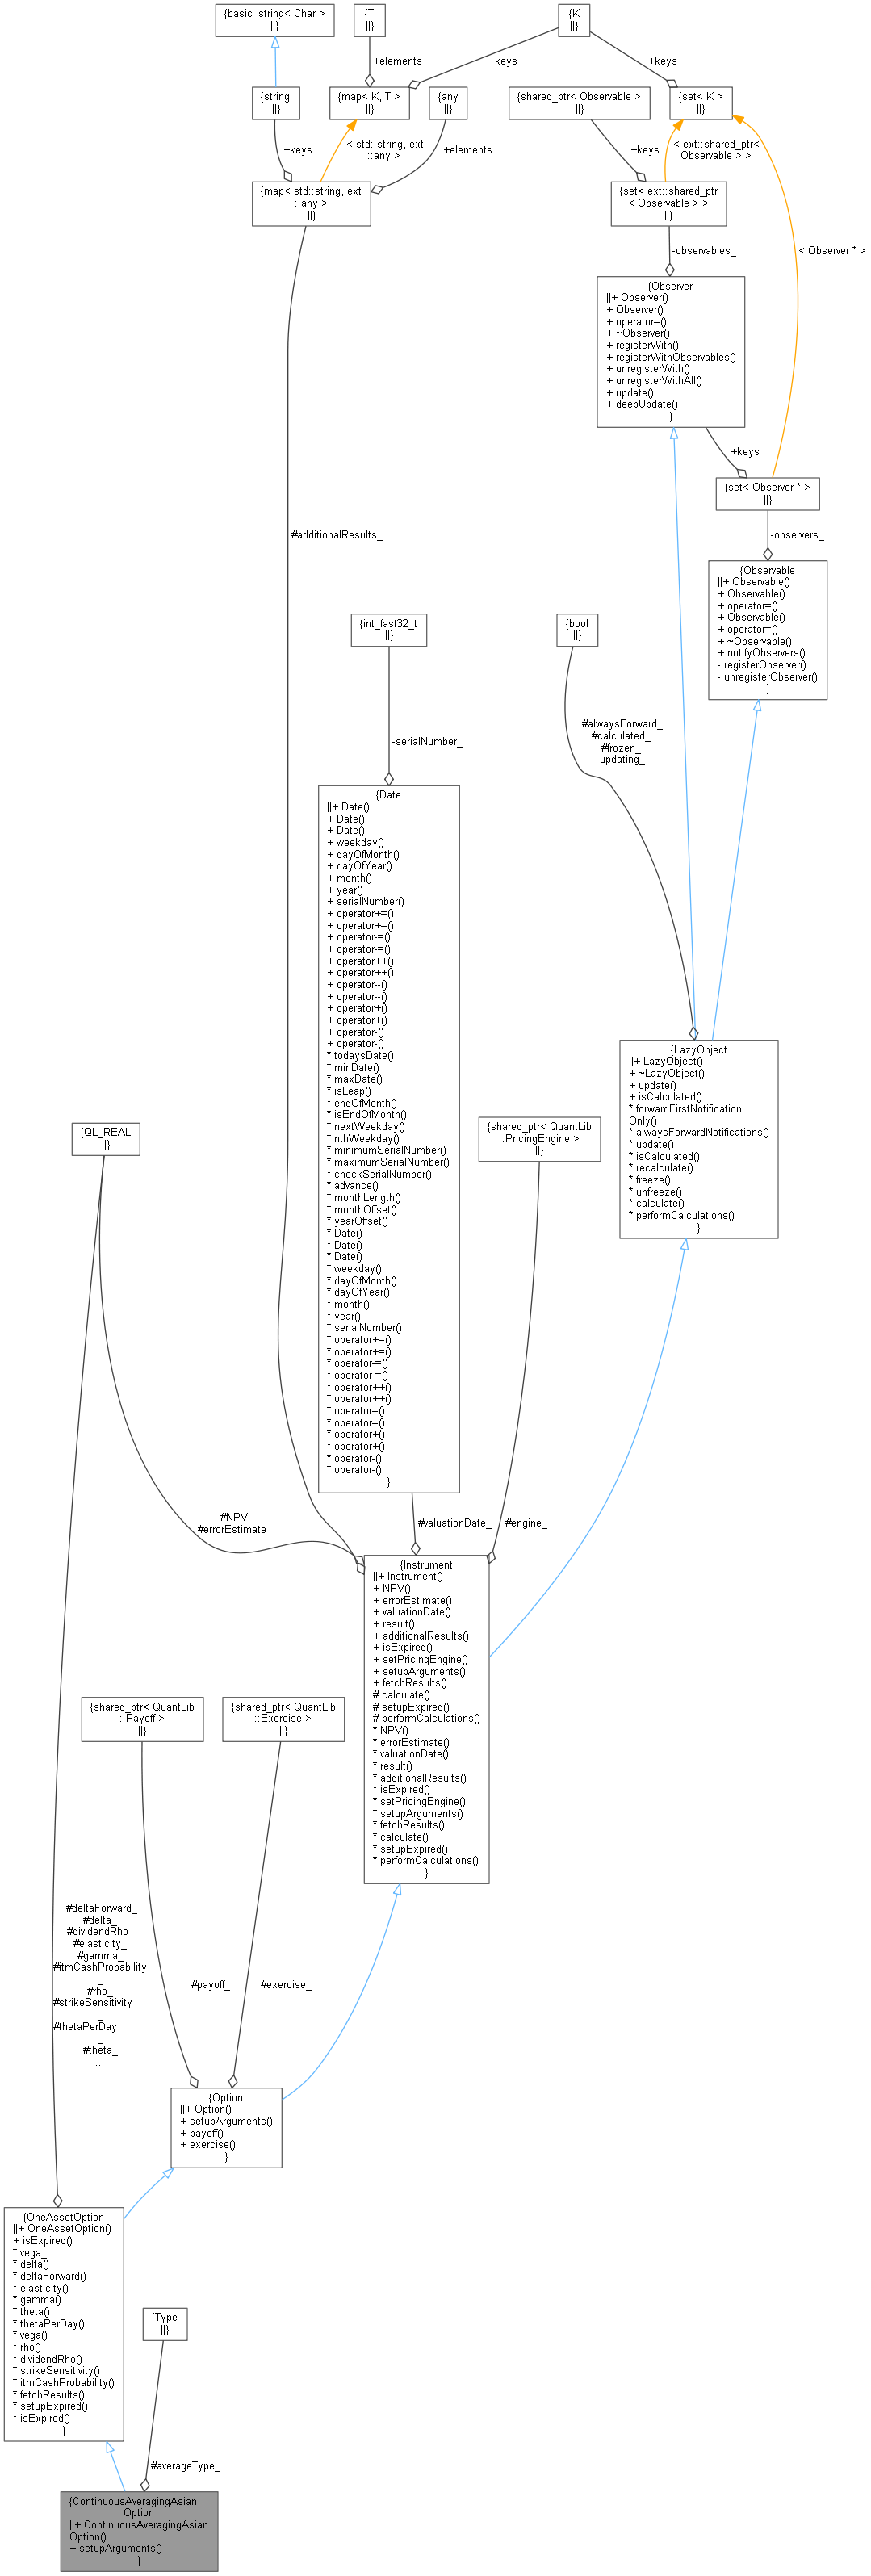 {basic_string< Char >
||}
{T
||}
{K
||}
+elements
+keys
+keys
{string
||}
{map< K, T >
||}
{any
||}
{shared_ptr< Observable >
||}
{set< K >
||}
+keys
< std::string, ext
::any >
+elements
+keys
< ext::shared_ptr<
Observable > >
{map< std::string, ext
::any >
||}
{set< ext::shared_ptr
< Observable > >
||}
-observables_
< Observer * >
{Observer
||+ Observer()
+ Observer()
+ operator=()
+ ~Observer()
+ registerWith()
+ registerWithObservables()
+ unregisterWith()
+ unregisterWithAll()
+ update()
+ deepUpdate()
}
+keys
{set< Observer * >
||}
#additionalResults_
-observers_
{Observable
||+ Observable()
+ Observable()
+ operator=()
+ Observable()
+ operator=()
+ ~Observable()
+ notifyObservers()
- registerObserver()
- unregisterObserver()
}
{int_fast32_t
||}
{bool
||}
-serialNumber_
#alwaysForward_
#calculated_
#frozen_
-updating_
{Date
||+ Date()
+ Date()
+ Date()
+ weekday()
+ dayOfMonth()
+ dayOfYear()
+ month()
+ year()
+ serialNumber()
+ operator+=()
+ operator+=()
+ operator-=()
+ operator-=()
+ operator++()
+ operator++()
+ operator--()
+ operator--()
+ operator+()
+ operator+()
+ operator-()
+ operator-()
* todaysDate()
* minDate()
* maxDate()
* isLeap()
* endOfMonth()
* isEndOfMonth()
* nextWeekday()
* nthWeekday()
* minimumSerialNumber()
* maximumSerialNumber()
* checkSerialNumber()
* advance()
* monthLength()
* monthOffset()
* yearOffset()
* Date()
* Date()
* Date()
* weekday()
* dayOfMonth()
* dayOfYear()
* month()
* year()
* serialNumber()
* operator+=()
* operator+=()
* operator-=()
* operator-=()
* operator++()
* operator++()
* operator--()
* operator--()
* operator+()
* operator+()
* operator-()
* operator-()
}
{LazyObject
||+ LazyObject()
+ ~LazyObject()
+ update()
+ isCalculated()
* forwardFirstNotification
Only()
* alwaysForwardNotifications()
* update()
* isCalculated()
* recalculate()
* freeze()
* unfreeze()
* calculate()
* performCalculations()
}
{QL_REAL
||}
{shared_ptr< QuantLib
::PricingEngine >
||}
#NPV_
#errorEstimate_
#valuationDate_
#engine_
{Instrument
||+ Instrument()
+ NPV()
+ errorEstimate()
+ valuationDate()
+ result()
+ additionalResults()
+ isExpired()
+ setPricingEngine()
+ setupArguments()
+ fetchResults()
# calculate()
# setupExpired()
# performCalculations()
* NPV()
* errorEstimate()
* valuationDate()
* result()
* additionalResults()
* isExpired()
* setPricingEngine()
* setupArguments()
* fetchResults()
* calculate()
* setupExpired()
* performCalculations()
}
{shared_ptr< QuantLib
::Payoff >
||}
{shared_ptr< QuantLib
::Exercise >
||}
#deltaForward_
#delta_
#dividendRho_
#elasticity_
#gamma_
#itmCashProbability
_
#rho_
#strikeSensitivity
_
#thetaPerDay
_
#theta_
...
#payoff_
#exercise_
{Option
||+ Option()
+ setupArguments()
+ payoff()
+ exercise()
}
{OneAssetOption
||+ OneAssetOption()
+ isExpired()
* vega_
* delta()
* deltaForward()
* elasticity()
* gamma()
* theta()
* thetaPerDay()
* vega()
* rho()
* dividendRho()
* strikeSensitivity()
* itmCashProbability()
* fetchResults()
* setupExpired()
* isExpired()
}
{Type
||}
#averageType_
{ContinuousAveragingAsian
Option
||+ ContinuousAveragingAsian
Option()
+ setupArguments()
}